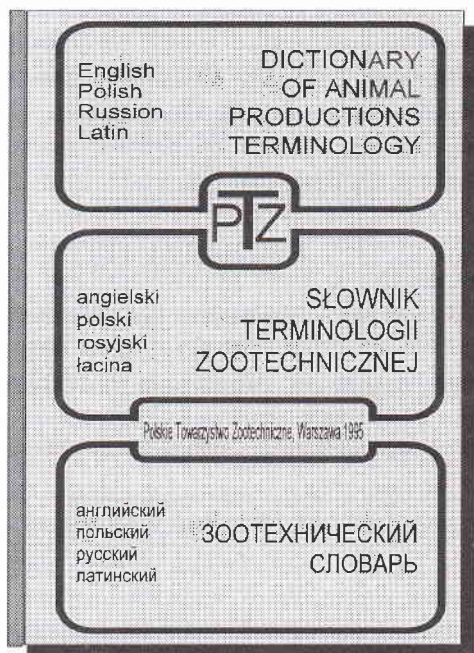 English
Polish
Russion
Latin
DICTIONARY
OF ANIMAL
PRODUCTIONS
TERMINOLOGY
PTZ
angielski
polski
rosyjski
łacina
SŁOWNIK
TERMINOLOGII
ZOOTECHNICZNEJ
Polskie Towarzystwo Zootechniczne, Warszawa 1995
английский
польский
русский
латинский
ЗООТЕХНИЧЕСКИЙ
СЛОВАРЬ